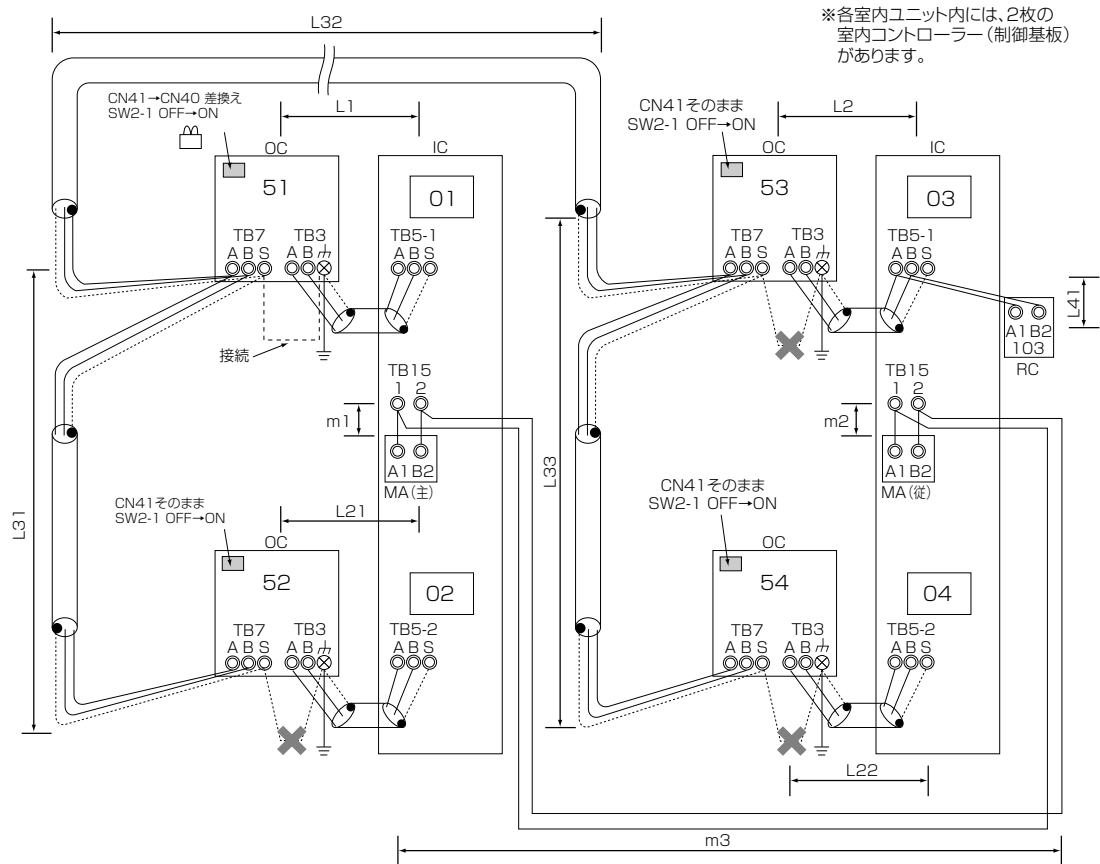 L32
※各室内ユニット内には、2枚の
室内コントローラー（制御基板）
があります。
CN41→CN40 差換え
SW2-1 OFF→ON
L1
CN41そのまま
SW2-1 OFF→ON
L2
OC
IC
OC
IC
51
01
53
03
TB7
TB3
TB5-1
TB7
TB3
TB5-1
A B S
A B
A B S
A B S
A B
A B S
L41
A1 B2
103
RC
接続
TB15
1 2
TB15
1 2
m1
m2
A1 B2
MA（主）
A1 B2
MA（従）
L31
L33
CN41そのまま
SW2-1 OFF→ON
L21
CN41そのまま
SW2-1 OFF→ON
OC
OC
52
02
54
04
TB7
TB3
TB5-2
TB7
TB3
TB5-2
A B S
A B
A B S
A B S
A B
A B S
L22
m3